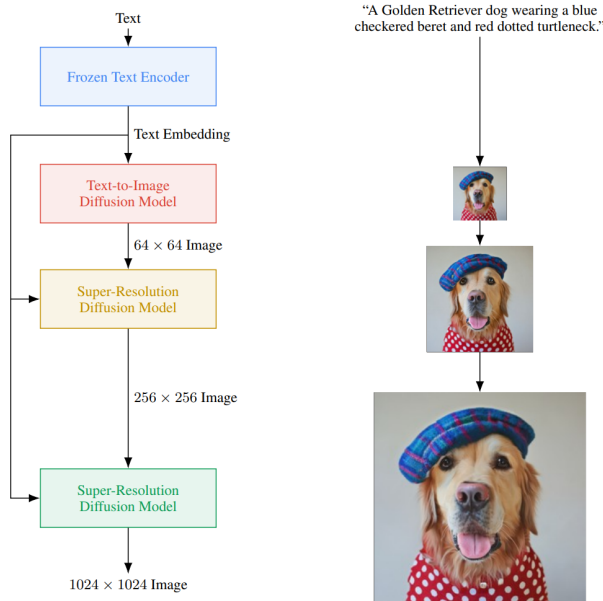 Text
Frozen Text Encoder
Text Embedding
Text-to-Image
Diffusion Model
64 × 64 Image
Super-Resolution
Diffusion Model
256 × 256 Image
Super-Resolution
Diffusion Model
1024 × 1024 Image
“A Golden Retriever dog wearing a blue
checkered beret and red dotted turtleneck.”